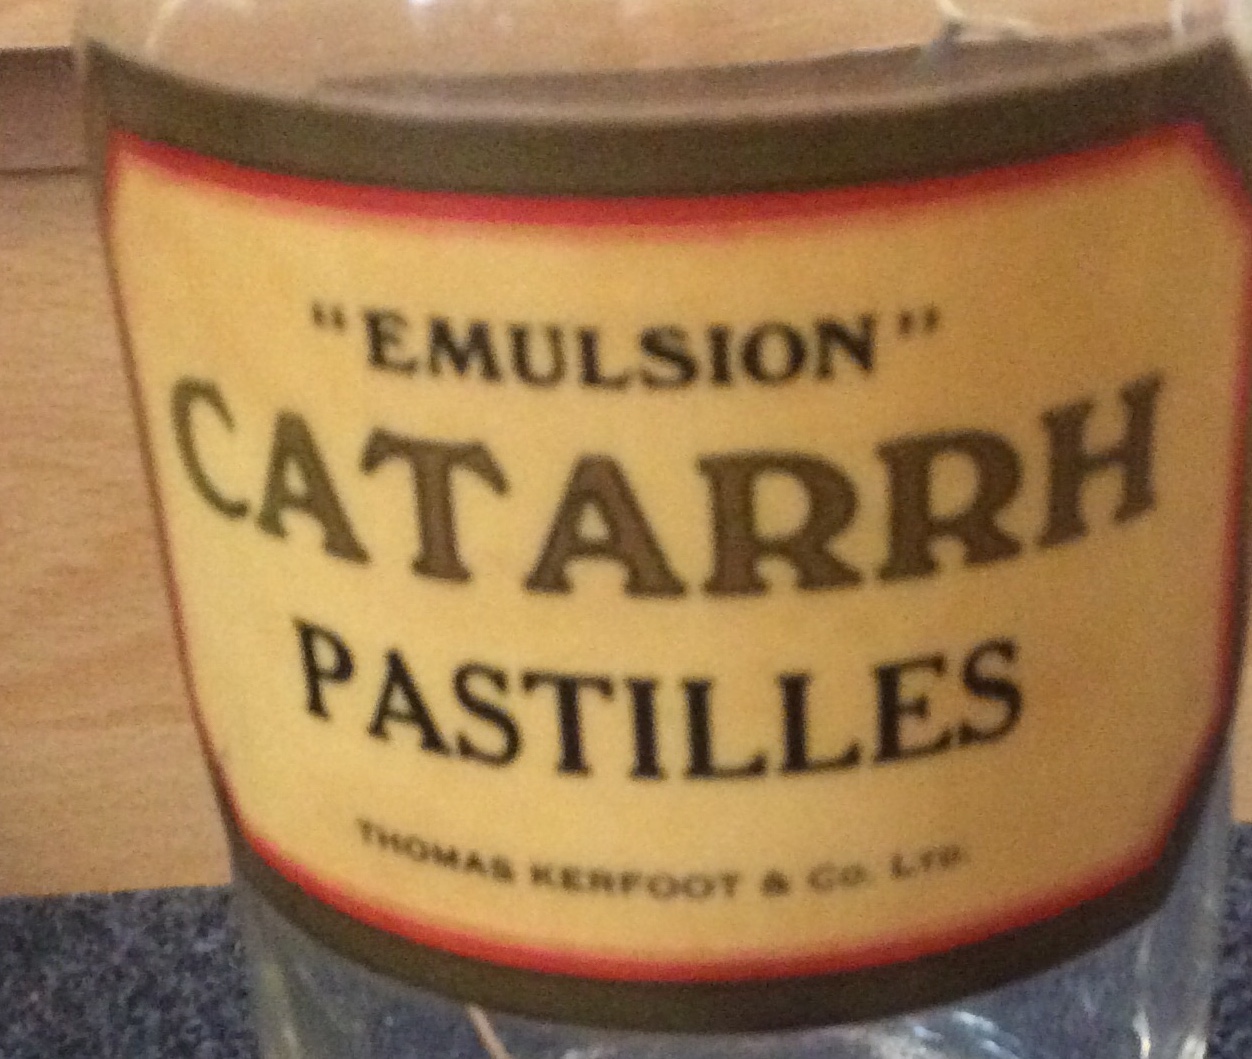 "EMULSION"
CATARRH
PASTILLES
THOMAS KERFOOT & Co. LTD.